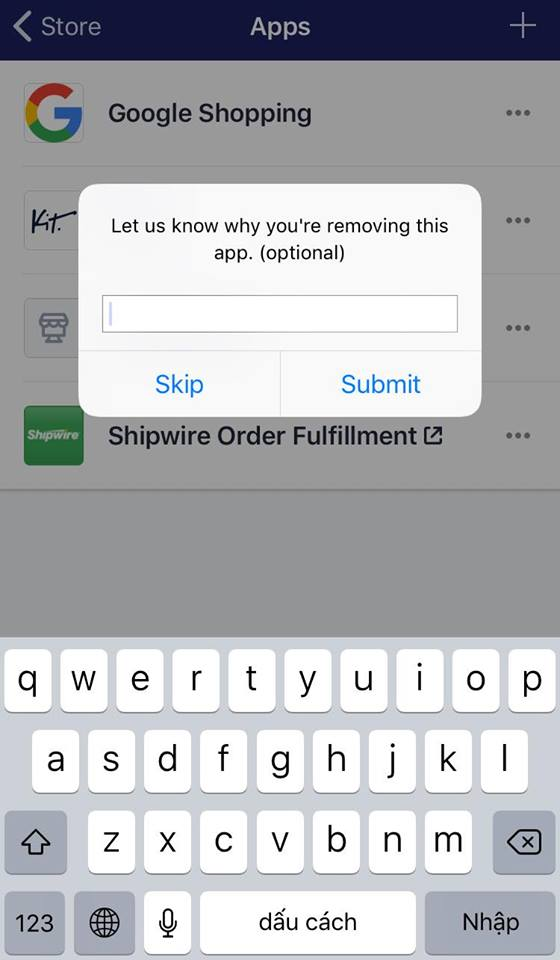 Store
Apps
Google Shopping
Kit.
Let us know why you're removing this
app. (optional)
Skip
Submit
Shipwire
Shipwire Order Fulfillment
q w e r t y u i o p
a s d f g h j k l
z x c v b n m
123
dấu cách
Nhập